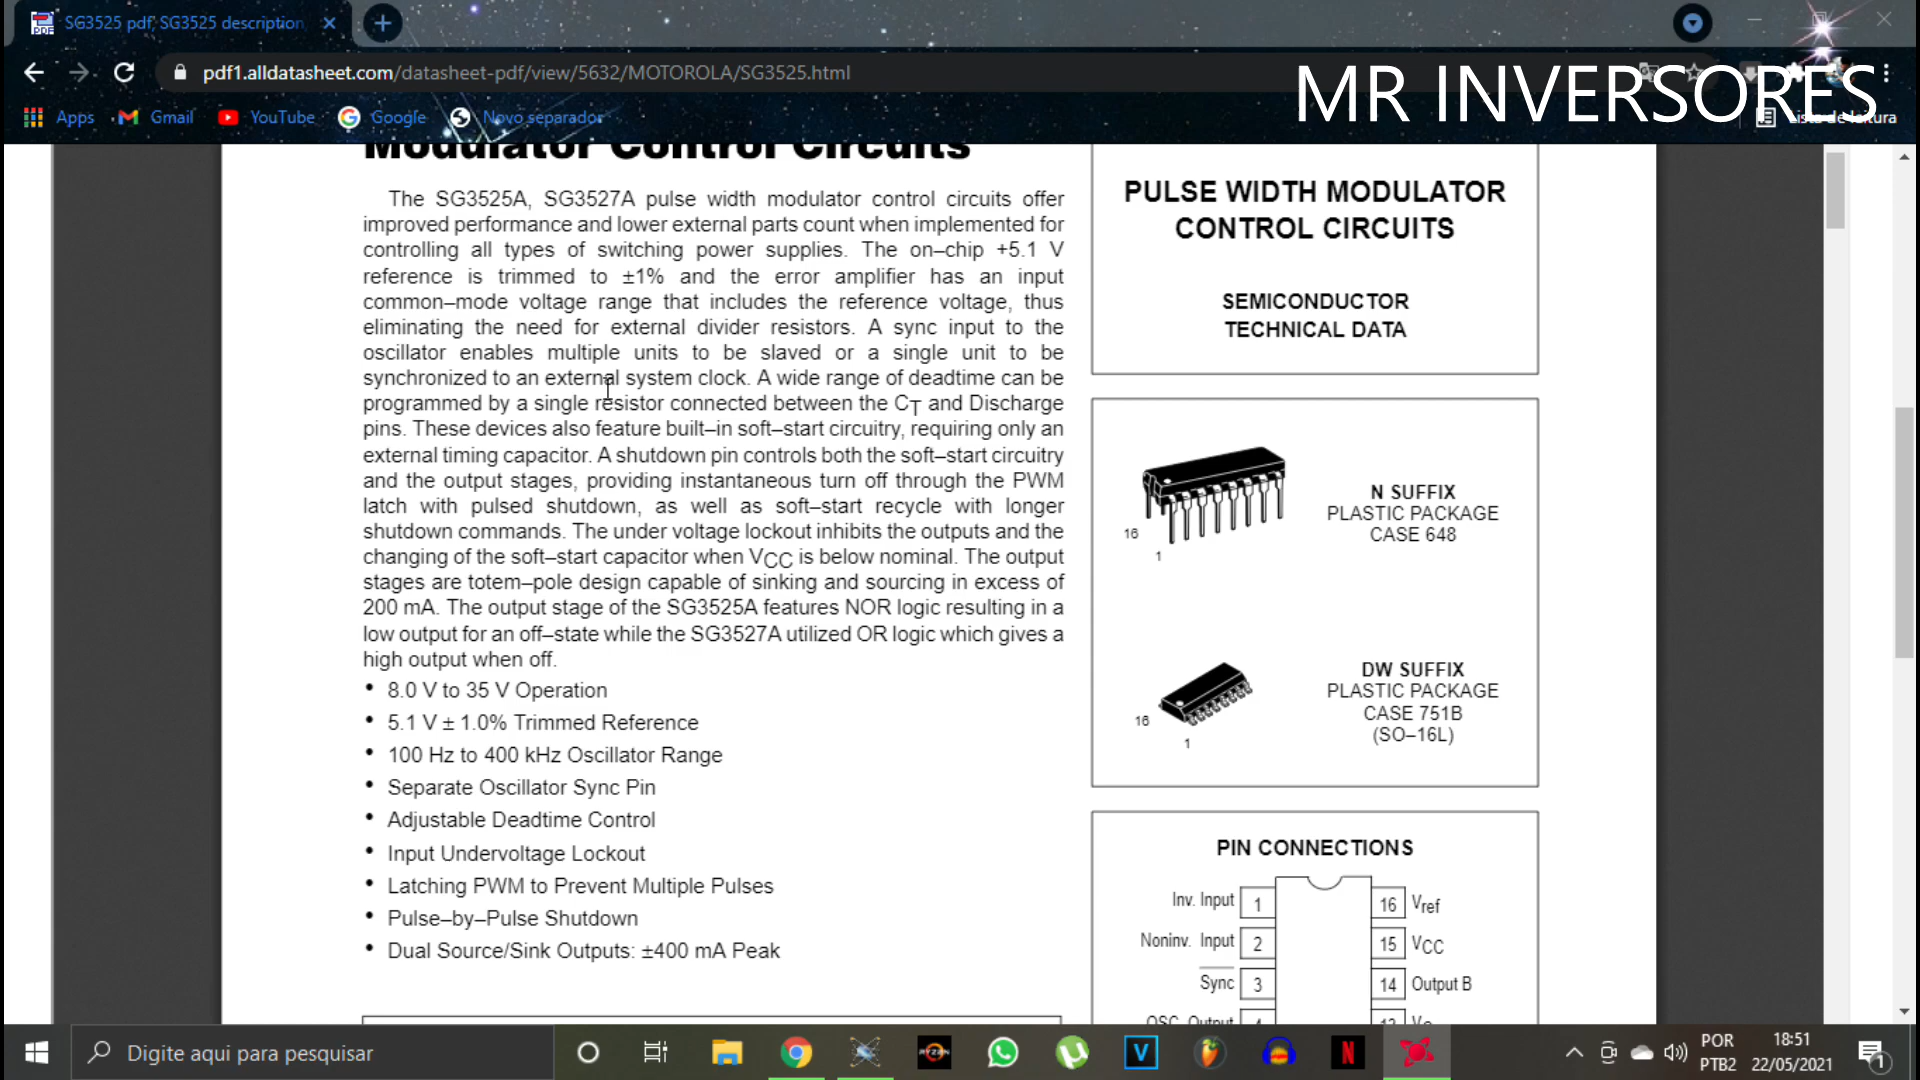 SG3525 pdf, SG3525 description
pdf1.alldatasheet.com/datasheet-pdf/view/5632/MOTOROLA/SG3525.html
MR INVERSORES
Apps
Gmail
YouTube
Google
Novo separador
Lista de leitura
Modulator Control Circuits
The SG3525A, SG3527A pulse width modulator control circuits offer
improved performance and lower external parts count when implemented for
controlling all types of switching power supplies. The on–chip +5.1 V
reference is trimmed to ±1% and the error amplifier has an input
common–mode voltage range that includes the reference voltage, thus
eliminating the need for external divider resistors. A sync input to the
oscillator enables multiple units to be slaved or a single unit to be
synchronized to an external system clock. A wide range of deadtime can be
programmed by a single resistor connected between the CT and Discharge
pins. These devices also feature built–in soft–start circuitry, requiring only an
external timing capacitor. A shutdown pin controls both the soft–start circuitry
and the output stages, providing instantaneous turn off through the PWM
latch with pulsed shutdown, as well as soft–start recycle with longer
shutdown commands. The under voltage lockout inhibits the outputs and the
changing of the soft–start capacitor when VCC is below nominal. The output
stages are totem–pole design capable of sinking and sourcing in excess of
200 mA. The output stage of the SG3525A features NOR logic resulting in a
low output for an off–state while the SG3527A utilized OR logic which gives a
high output when off.
• 8.0 V to 35 V Operation
• 5.1 V ± 1.0% Trimmed Reference
• 100 Hz to 400 kHz Oscillator Range
• Separate Oscillator Sync Pin
• Adjustable Deadtime Control
• Input Undervoltage Lockout
• Latching PWM to Prevent Multiple Pulses
• Pulse–by–Pulse Shutdown
• Dual Source/Sink Outputs: ±400 mA Peak
PULSE WIDTH MODULATOR
CONTROL CIRCUITS
SEMICONDUCTOR
TECHNICAL DATA
16
1
N SUFFIX
PLASTIC PACKAGE
CASE 648
16
1
DW SUFFIX
PLASTIC PACKAGE
CASE 751B
(SO–16L)
PIN CONNECTIONS
Inv. Input 1 16 Vref
Noninv. Input 2 15 VCC
Sync 3 14 Output B
OSC. Output 4 13 VC
Digite aqui para pesquisar
RYZEN
POR
PTB2
18:51
22/05/2021
1